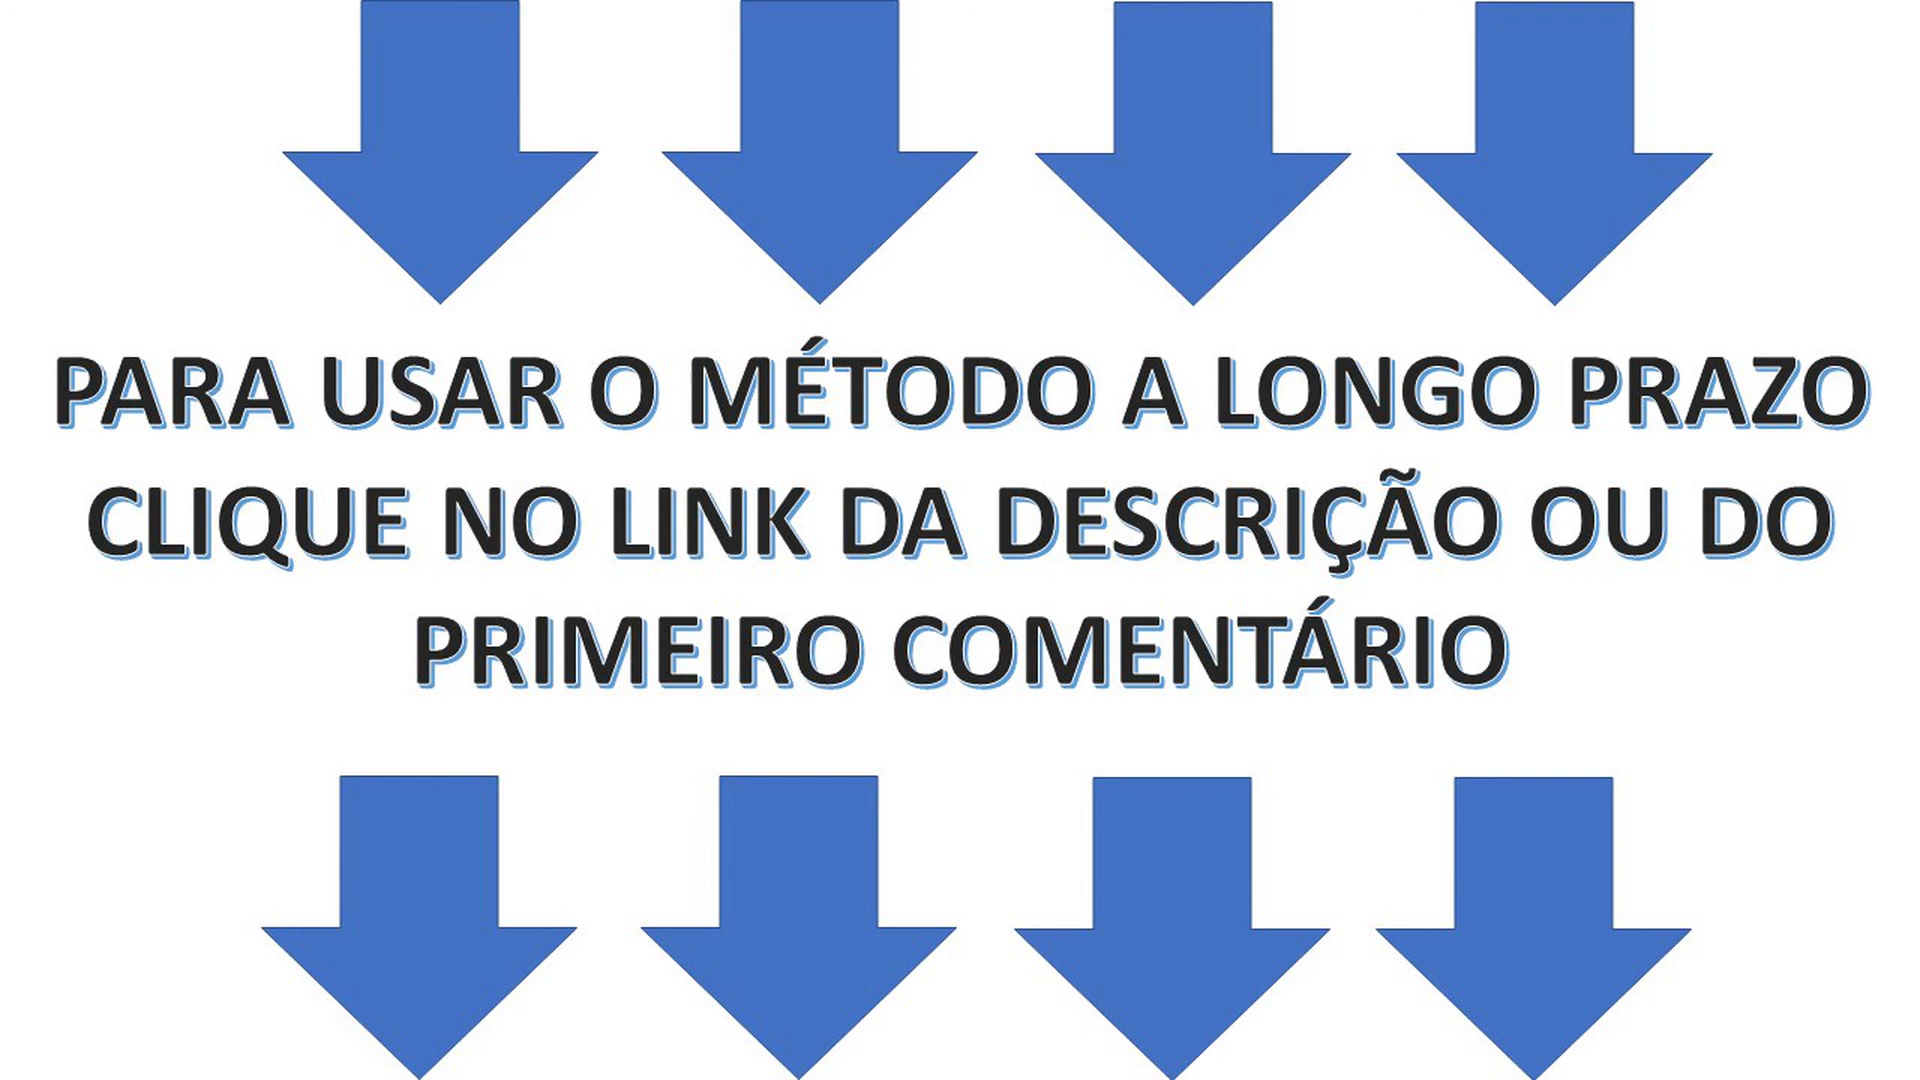 PARA USAR O MÉTODO A LONGO PRAZO
CLIQUE NO LINK DA DESCRIÇÃO OU DO
PRIMEIRO COMENTÁRIO